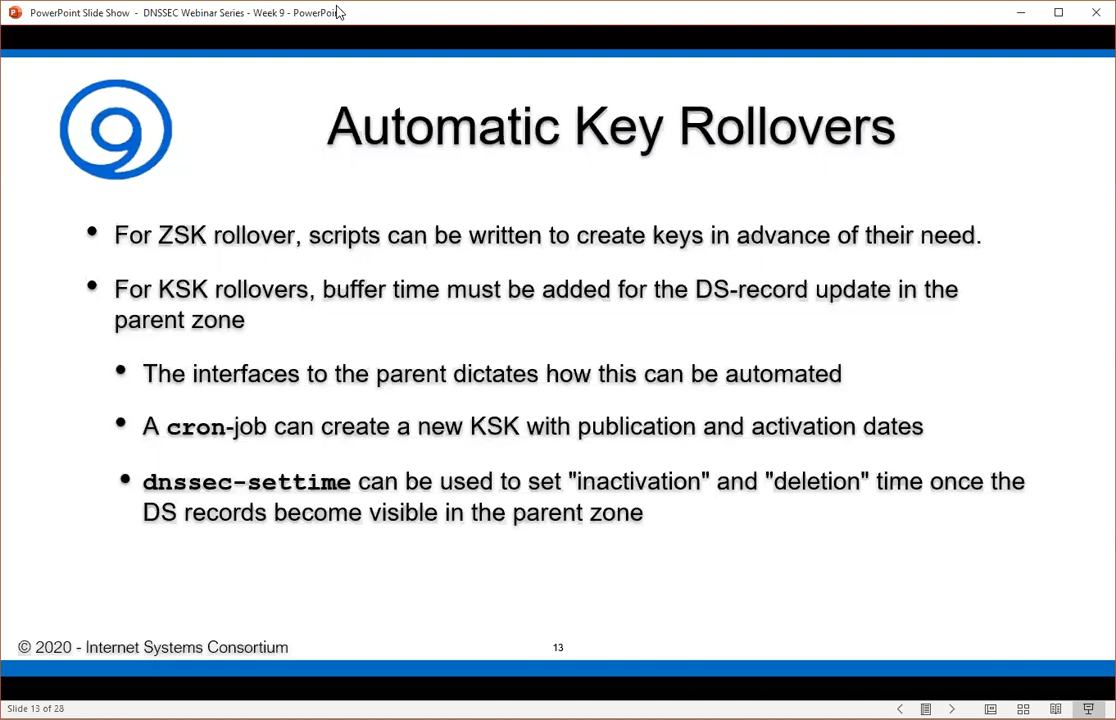 PowerPoint Slide Show - DNSSEC Webinar Series - Week 9 - PowerPoin
9
Automatic Key Rollovers
• For ZSK rollover, scripts can be written to create keys in advance of their need.
• For KSK rollovers, buffer time must be added for the DS-record update in the
parent zone
• The interfaces to the parent dictates how this can be automated
• A cron-job can create a new KSK with publication and activation dates
• dnssec-settime can be used to set "inactivation" and "deletion" time once the
DS records become visible in the parent zone
© 2020 - Internet Systems Consortium
13
Slide 13 of 28